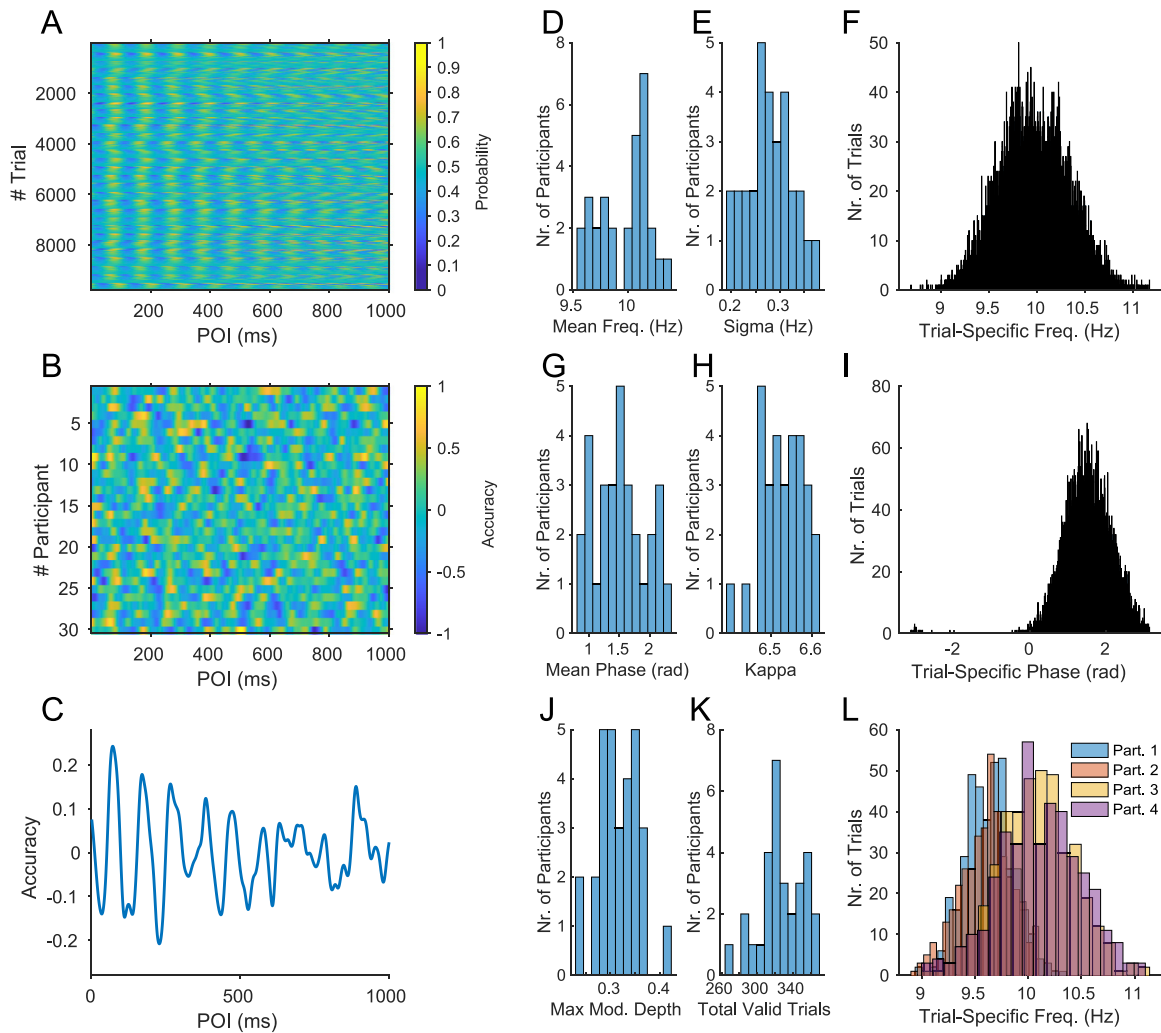 A
2000
4000
6000
8000
# Trial
200 400 600 800 1000
POI (ms)
1
0.9
0.8
0.7
0.6
0.5
0.4
0.3
0.2
0.1
0
Probability
D
8
6
4
2
0
Nr. of Participants
9.5 10
Mean Freq. (Hz)
E
5
4
3
2
1
0
Nr. of Participants
0.2 0.3
Sigma (Hz)
F
50
40
30
20
10
0
Nr. of Trials
9 9.5 10 10.5 11
Trial-Specific Freq. (Hz)
B
5
10
15
20
25
30
# Participant
200 400 600 800 1000
POI (ms)
1
0.5
0
-0.5
-1
Accuracy
G
5
4
3
2
1
0
Nr. of Participants
1 1.5 2
Mean Phase (rad)
H
5
4
3
2
1
0
Nr. of Participants
6.5 6.6
Kappa
I
80
60
40
20
0
Nr. of Trials
-2 0 2
Trial-Specific Phase (rad)
C
0.2
0.1
0
-0.1
-0.2
Accuracy
0 500 1000
POI (ms)
J
5
4
3
2
1
0
Nr. of Participants
0.3 0.4
Max Mod. Depth
K
8
6
4
2
0
Nr. of Participants
260 300 340
Total Valid Trials
L
60
50
40
30
20
10
0
Nr. of Trials
Part. 1
Part. 2
Part. 3
Part. 4
9 9.5 10 10.5 11
Trial-Specific Freq. (Hz)